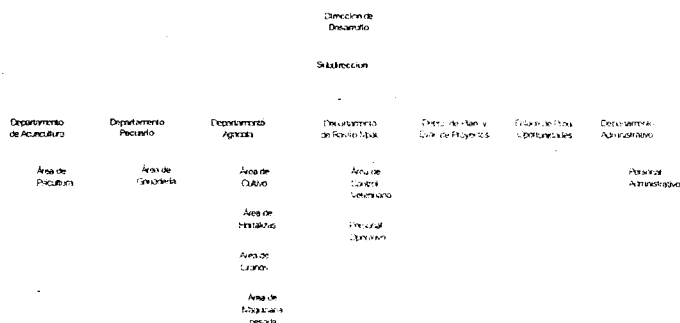 Dirección de
Desarrollo
Subdirección
Departamento
de Acuacultura
Departamento
Pecuario
Departamento
Agrícola
Departamento
de Rastro Mpal.
Depto. de Plan. y
Eval. de Proyectos
Enlace de Prog.
Oportunidades
Departamento
Administrativo
Área de
Piscicultura
Área de
Ganadería
Área de
Cultivo
Área de
Control
Veterinario
Personal
Administrativo
Área de
Hortalizas
Personal
Operativo
Área de
Granos
Área de
Maquinaria
pesada